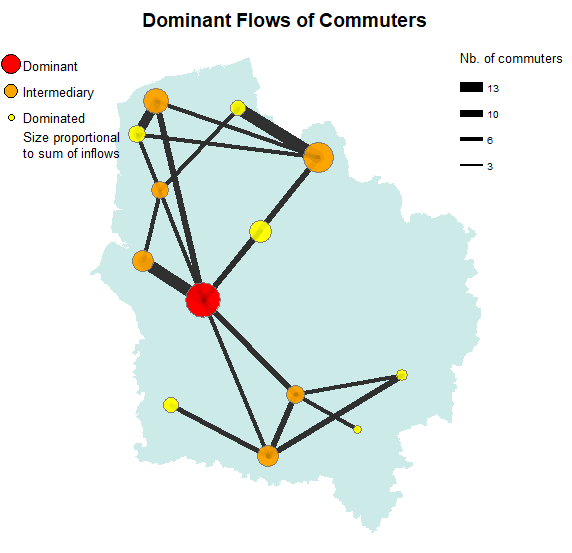 Dominant Flows of Commuters
Dominant
Intermediary
Dominated
Size proportional
to sum of inflows
Nb. of commuters
13
10
6
3